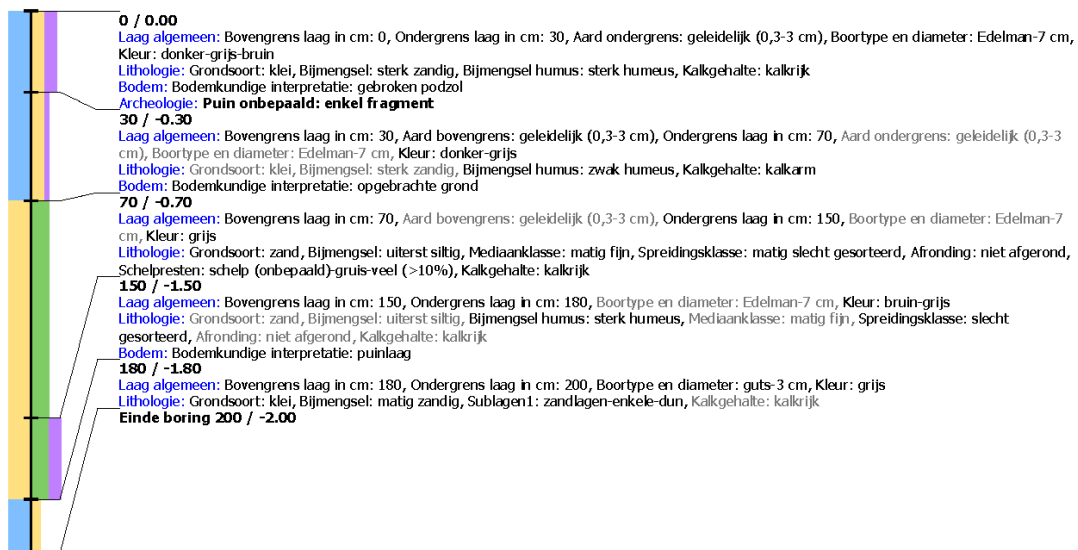 0 / 0.00
Laag algemeen: Bovengrens laag in cm: 0, Ondergrens laag in cm: 30, Aard ondergrens: geleidelijk (0,3-3 cm), Boortype en diameter: Edelman-7 cm,
Kleur: donker-grijs-bruin
Lithologie: Grondsoort: klei, Bijmengsel: sterk zandig, Bijmengsel humus: sterk humeus, Kalkgehalte: kalkrijk
Bodem: Bodemkundige interpretatie: gebroken podzol
Archeologie: Puin onbepaald: enkel fragment
30 / -0.30
Laag algemeen: Bovengrens laag in cm: 30, Aard bovengrens: geleidelijk (0,3-3 cm), Ondergrens laag in cm: 70, Aard ondergrens: geleidelijk (0,3-3
cm), Boortype en diameter: Edelman-7 cm, Kleur: donker-grijs
Lithologie: Grondsoort: klei, Bijmengsel: sterk zandig, Bijmengsel humus: zwak humeus, Kalkgehalte: kalkarm
Bodem: Bodemkundige interpretatie: opgebrachte grond
70 / -0.70
Laag algemeen: Bovengrens laag in cm: 70, Aard bovengrens: geleidelijk (0,3-3 cm), Ondergrens laag in cm: 150, Boortype en diameter: Edelman-7
cm, Kleur: grijs
Lithologie: Grondsoort: zand, Bijmengsel: uiterst siltig, Mediaanklasse: matig fijn, Spreidingsklasse: matig slecht gesorteerd, Afronding: niet afgerond,
Schelpresten: schelp (onbepaald)-gruis-veel (>10%), Kalkgehalte: kalkrijk
150 / -1.50
Laag algemeen: Bovengrens laag in cm: 150, Ondergrens laag in cm: 180, Boortype en diameter: Edelman-7 cm, Kleur: bruin-grijs
Lithologie: Grondsoort: zand, Bijmengsel: uiterst siltig, Bijmengsel humus: sterk humeus, Mediaanklasse: matig fijn, Spreidingsklasse: slecht
gesorteerd, Afronding: niet afgerond, Kalkgehalte: kalkrijk
Bodem: Bodemkundige interpretatie: puinlaag
180 / -1.80
Laag algemeen: Bovengrens laag in cm: 180, Ondergrens laag in cm: 200, Boortype en diameter: guts-3 cm, Kleur: grijs
Lithologie: Grondsoort: klei, Bijmengsel: matig zandig, Sublagen1: zandlagen-enkele-dun, Kalkgehalte: kalkrijk
Einde boring 200 / -2.00